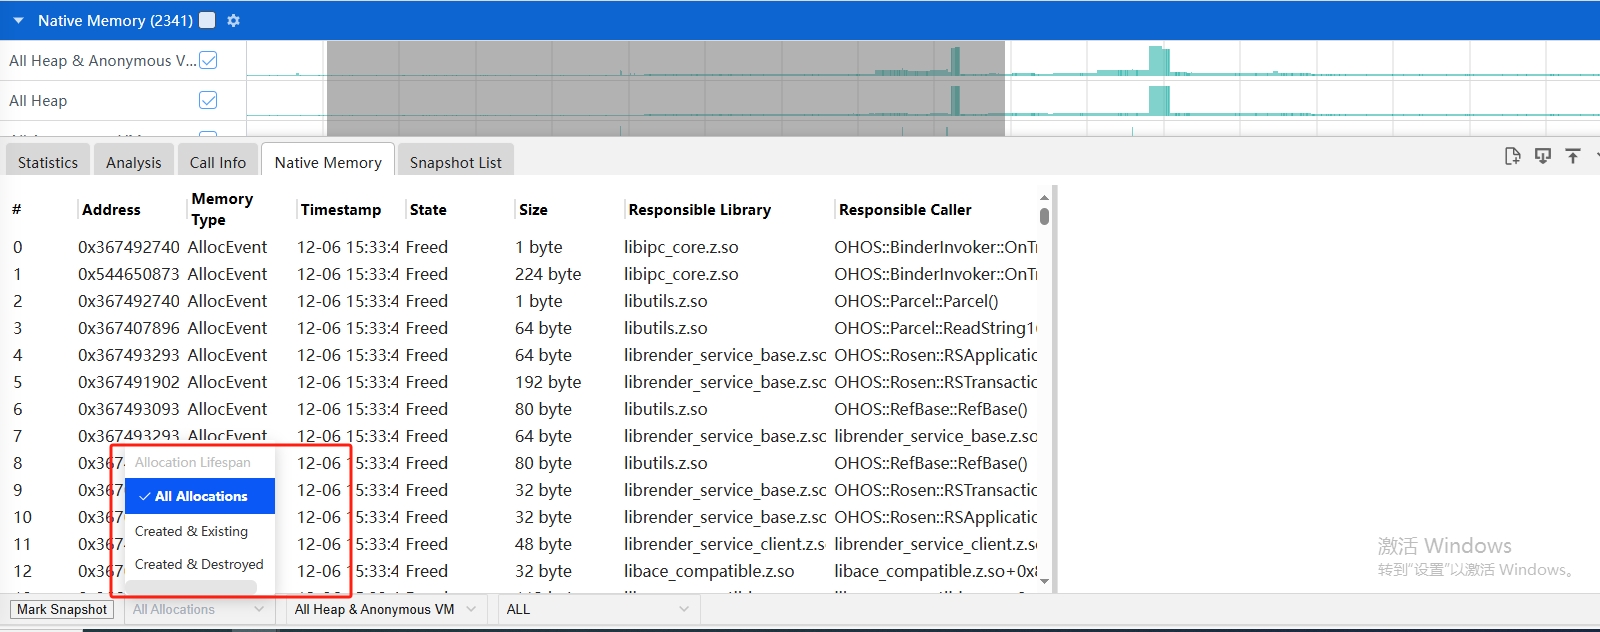 Native Memory (2341)
All Heap & Anonymous V...
All Heap
Statistics Analysis Call Info Native Memory Snapshot List
# Address Memory Type Timestamp State Size Responsible Library Responsible Caller
0 0x367492740 AllocEvent 12-06 15:33:4 Freed 1 byte libipc_core.z.so OHOS::BinderInvoker::OnTr
1 0x544650873 AllocEvent 12-06 15:33:4 Freed 224 byte libipc_core.z.so OHOS::BinderInvoker::OnTr
2 0x367492740 AllocEvent 12-06 15:33:4 Freed 1 byte libutils.z.so OHOS::Parcel::Parcel()
3 0x367407896 AllocEvent 12-06 15:33:4 Freed 64 byte libutils.z.so OHOS::Parcel::ReadString1
4 0x367493293 AllocEvent 12-06 15:33:4 Freed 64 byte librender_service_base.z.so OHOS::Rosen::RSApplicatic
5 0x367491902 AllocEvent 12-06 15:33:4 Freed 192 byte librender_service_base.z.so OHOS::Rosen::RSTransactic
6 0x367493093 AllocEvent 12-06 15:33:4 Freed 80 byte libutils.z.so OHOS::RefBase::RefBase()
7 0x367493293 AllocEvent 12-06 15:33:4 Freed 64 byte librender_service_base.z.so librender_service_base.z.so
8 0x367 12-06 15:33:4 Freed 80 byte libutils.z.so OHOS::RefBase::RefBase()
9 0x367 12-06 15:33:4 Freed 32 byte librender_service_base.z.so OHOS::Rosen::RSTransactic
10 0x367 12-06 15:33:4 Freed 32 byte librender_service_base.z.so OHOS::Rosen::RSApplicatic
11 0x367 12-06 15:33:4 Freed 48 byte librender_service_client.z.s librender_service_client.z.s
12 0x367 12-06 15:33:4 Freed 32 byte libace_compatible.z.so libace_compatible.z.so+0x
Allocation Lifespan
All Allocations
Created & Existing
Created & Destroyed
Mark Snapshot All Allocations All Heap & Anonymous VM ALL
激活 Windows
转到"设置"以激活 Windows。